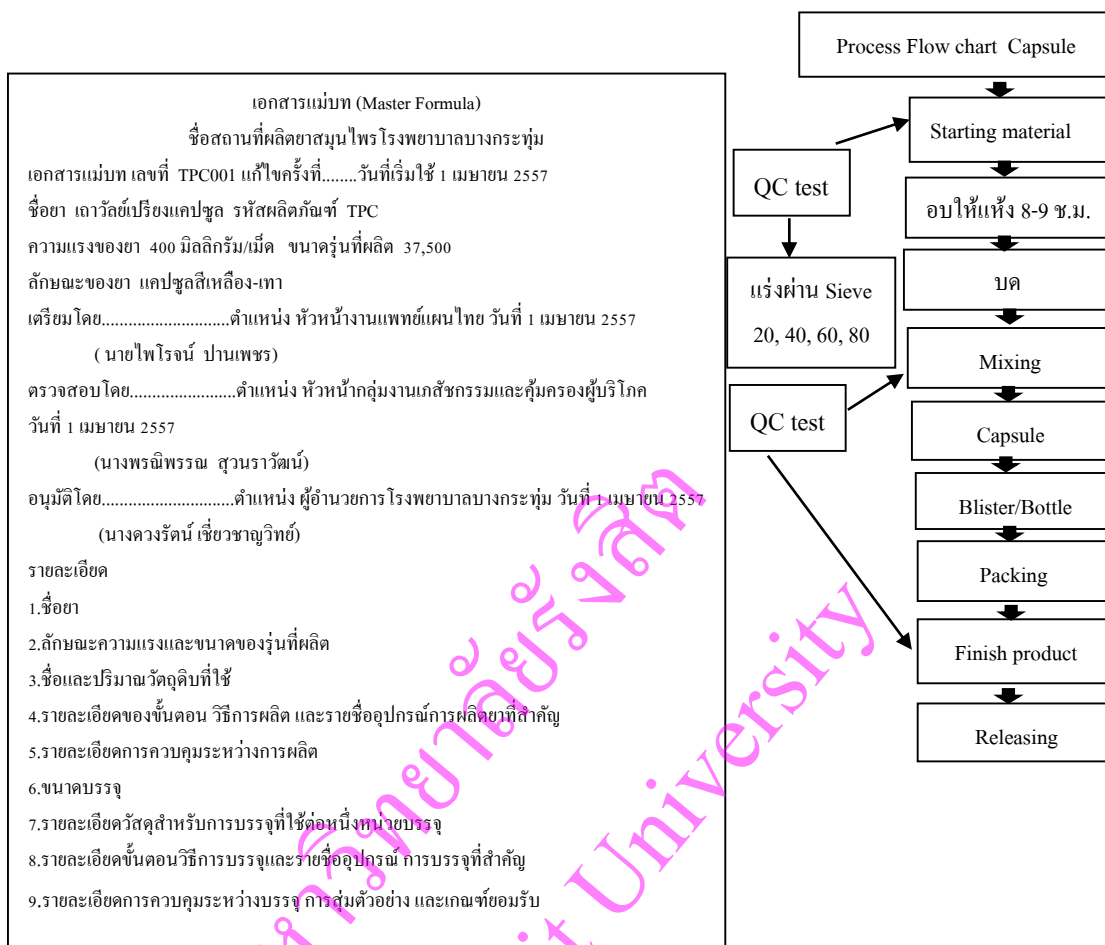 เอกสารแม่บท (Master Formula)
ชื่อสถานที่ผลิตยาสมุนไพรโรงพยาบาลบางกระทุ่ม
เอกสารแม่บท เลขที่ TPC001 แก้ไขครั้งที่........วันที่เริ่มใช้ 1 เมษายน 2557
ชื่อยา เถาวัลย์เปรียงแคปซูล รหัสผลิตภัณฑ์ TPC
ความแรงของยา 400 มิลลิกรัม/เม็ด ขนาดรุ่นที่ผลิต 37,500
ลักษณะของยา แคปซูลสีเหลือง-เทา
เตรียมโดย.............................ตำแหน่ง หัวหน้างานแพทย์แผนไทย วันที่ 1 เมษายน 2557
( นายไพโรจน์ ปานเพชร)
ตรวจสอบโดย........................ตำแหน่ง หัวหน้ากลุ่มงานเภสัชกรรมและคุ้มครองผู้บริโภค
วันที่ 1 เมษายน 2557
(นางพรณิพรรณ สุวนราวัฒน์)
อนุมัติโดย..............................ตำแหน่ง ผู้อำนวยการโรงพยาบาลบางกระทุ่ม วันที่ 1 เมษายน 2557
(นางดวงรัตน์ เชี่ยวชาญวิทย์)
รายละเอียด
1.ชื่อยา
2.ลักษณะความแรงและขนาดของรุ่นที่ผลิต
3.ชื่อและปริมาณวัตถุดิบที่ใช้
4.รายละเอียดของขั้นตอน วิธีการผลิต และรายชื่ออุปกรณ์การผลิตยาที่สำคัญ
5.รายละเอียดการควบคุมระหว่างการผลิต
6.ขนาดบรรจุ
7.รายละเอียดวัสดุสำหรับการบรรจุที่ใช้ต่อหนึ่งหน่วยบรรจุ
8.รายละเอียดขั้นตอนวิธีการบรรจุและรายชื่ออุปกรณ์ การบรรจุที่สำคัญ
9.รายละเอียดการควบคุมระหว่างบรรจุ การสุ่มตัวอย่าง และเกณฑ์ยอมรับ
Process Flow chart Capsule
Starting material
QC test
อบให้แห้ง 8-9 ช.ม.
แร่งผ่าน Sieve
20, 40, 60, 80
บด
Mixing
QC test
Capsule
Blister/Bottle
Packing
Finish product
Releasing
วิทยาลัยรังสิต
University